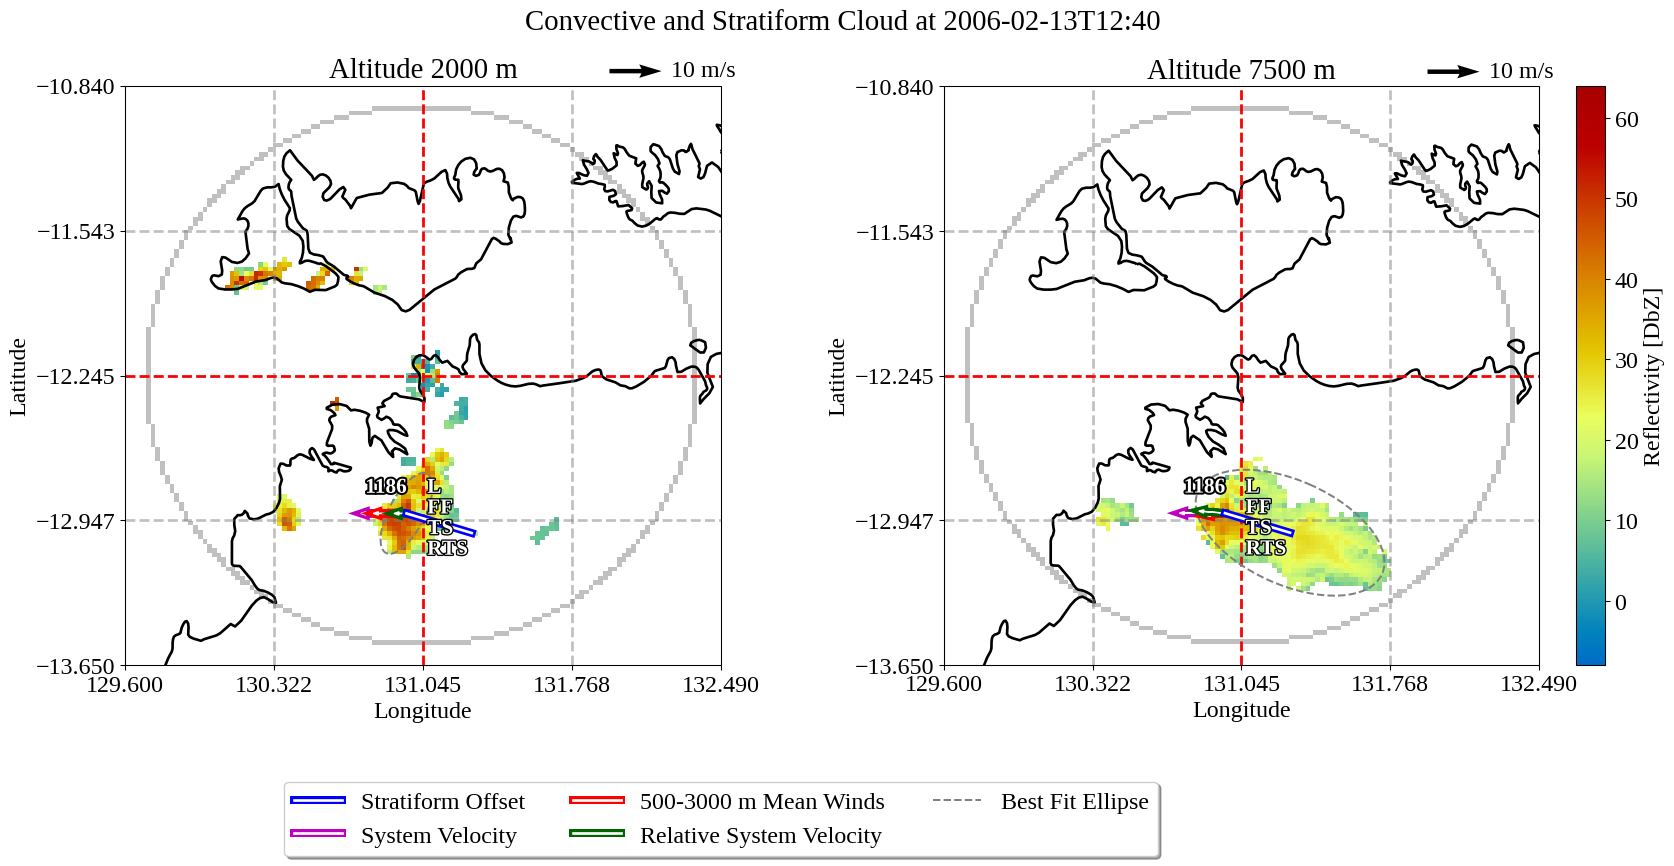 Convective and Stratiform Cloud at 2006-02-13T12:40
Altitude 2000 m
10 m/s
−10.840
−11.543
−12.245
−12.947
−13.650
129.600
130.322
131.045
131.768
132.490
Latitude
Longitude
1186
L
FF
TS
RTS
Altitude 7500 m
10 m/s
−10.840
−11.543
−12.245
−12.947
−13.650
129.600
130.322
131.045
131.768
132.490
Latitude
Longitude
1186
L
FF
TS
RTS
60
50
40
30
20
10
0
Reflectivity [DbZ]
Stratiform Offset
System Velocity
500-3000 m Mean Winds
Relative System Velocity
Best Fit Ellipse